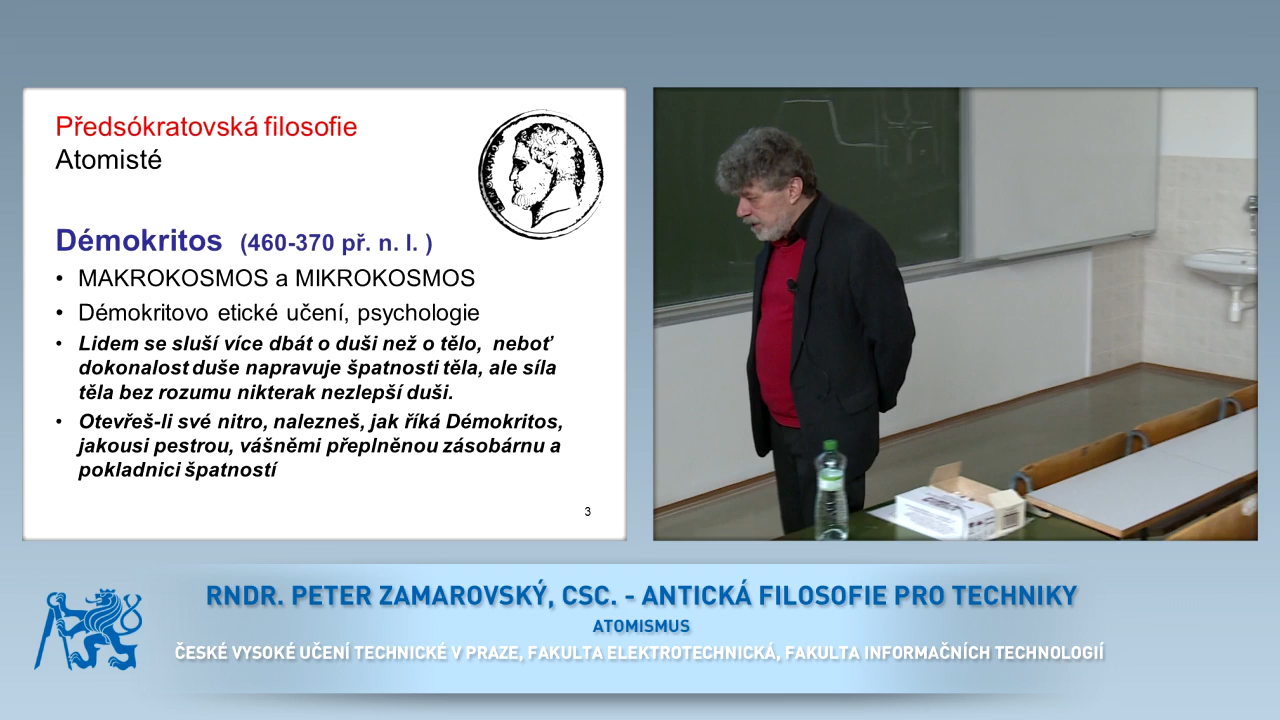 Předsókratovská filosofie
Atomisté
Démokritos (460-370 př. n. l. )
• MAKROKOSMOS a MIKROKOSMOS
• Démokritovo etické učení, psychologie
• Lidem se sluší více dbát o duši než o tělo, neboť
dokonalost duše napravuje špatnosti těla, ale síla
těla bez rozumu nikterak nezlepší duši.
• Otevřeš-li své nitro, nalezneš, jak říká Démokritos,
jakousi pestrou, vášněmi přeplněnou zásobárnu a
pokladnici špatností
3
RNDR. PETER ZAMAROVSKÝ, CSC. - ANTICKÁ FILOSOFIE PRO TECHNIKY
ATOMISMUS
ČESKÉ VYSOKÉ UČENÍ TECHNICKÉ V PRAZE, FAKULTA ELEKTROTECHNICKÁ, FAKULTA INFORMAČNÍCH TECHNOLOGIÍ